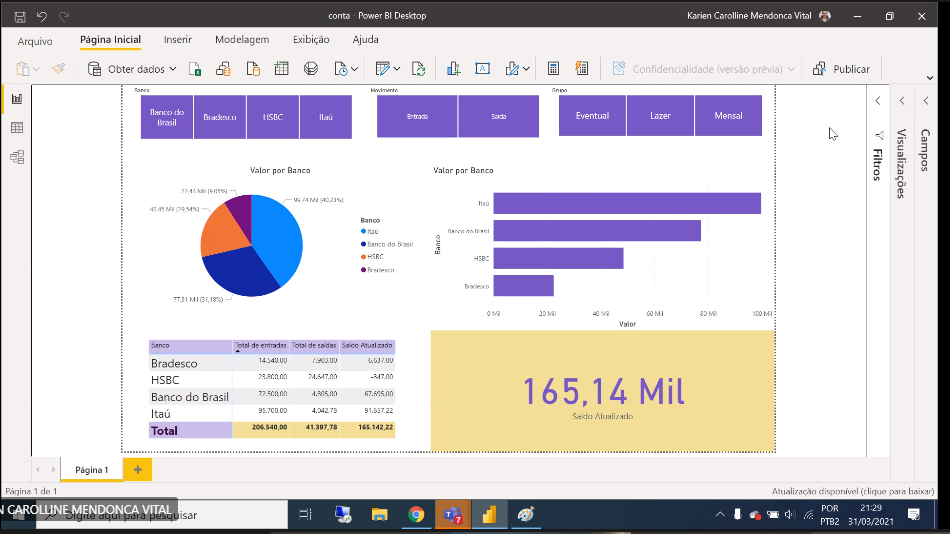 conta - Power BI Desktop
Karien Carolline Mendonca Vital
Arquivo
Página Inicial
Inserir
Modelagem
Exibição
Ajuda
Obter dados
Confidencialidade (versão prévia)
Publicar
Banco
Banco do Brasil
Bradesco
HSBC
Itaú
Movimento
Entrada
Saida
Grupo
Eventual
Lazer
Mensal
Filtros
Visualizações
Campos
Valor por Banco
22,44 Mil (9,05%)
99,74 Mil (40,23%)
48,45 Mil (19,54%)
77,31 Mil (31,18%)
Banco
Itaú
Banco do Brasil
HSBC
Bradesco
Valor por Banco
Banco
Itaú
Banco do Brasil
HSBC
Bradesco
0 Mil 20 Mil 40 Mil 60 Mil 80 Mil 100 Mil
Valor
Banco Total de entradas Total de saídas Saldo Atualizado
Bradesco 14.540,00 7.903,00 6.637,00
HSBC 23.800,00 24.647,00 -847,00
Banco do Brasil 72.500,00 4.805,00 67.695,00
Itaú 95.700,00 4.042,78 91.657,22
Total 206.540,00 41.397,78 165.142,22
165,14 Mil
Saldo Atualizado
Página 1
Página 1 de 1
Atualização disponível (clique para baixar)
N CAROLLINE MENDONCA VITAL
Digite aqui para pesquisar
7
POR
PTB2
21:29
31/03/2021